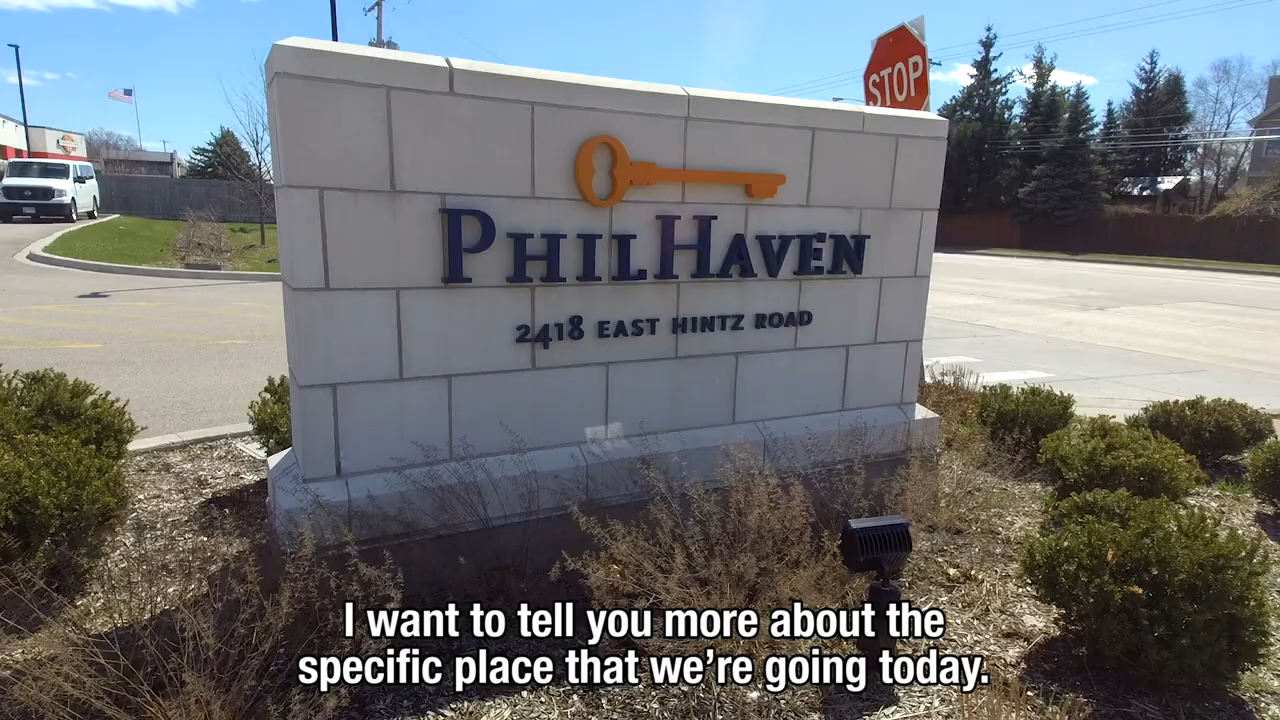 STOP
PHILHAVEN
2418 EAST HINTZ ROAD
I want to tell you more about the
specific place that we're going today.